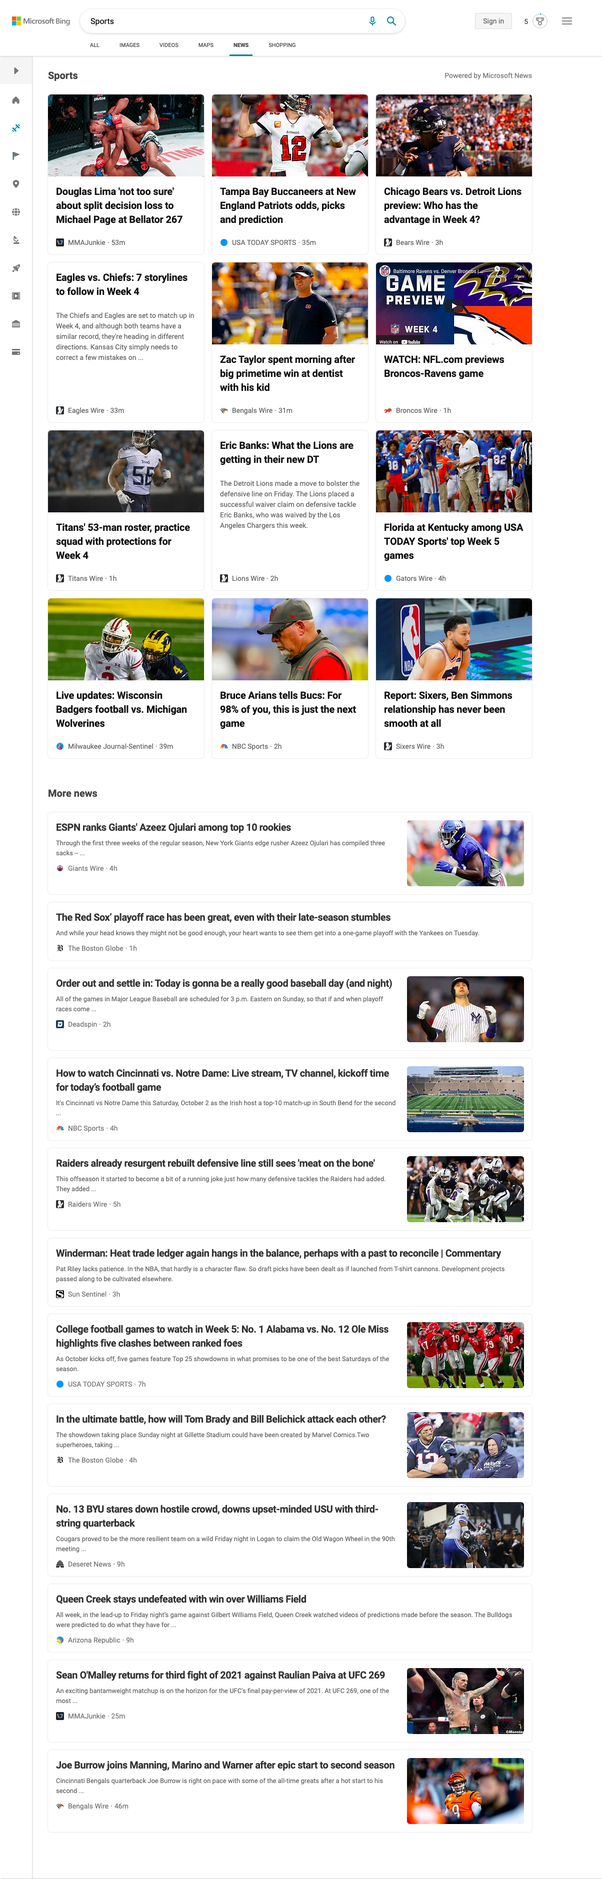 Microsoft Bing
Sports
Sign in
5
ALL IMAGES VIDEOS MAPS NEWS SHOPPING
Sports
Powered by Microsoft News
Douglas Lima 'not too sure'
about split decision loss to
Michael Page at Bellator 267
MMAJunkie · 53m
12
Tampa Bay Buccaneers at New
England Patriots odds, picks
and prediction
USA TODAY SPORTS · 35m
Chicago Bears vs. Detroit Lions
preview: Who has the
advantage in Week 4?
Bears Wire · 3h
Eagles vs. Chiefs: 7 storylines
to follow in Week 4
The Chiefs and Eagles are set to match up in
Week 4, and although both teams have a
similar record, they're heading in different
directions. Kansas City simply needs to
correct a few mistakes on ...
Eagles Wire · 33m
Zac Taylor spent morning after
big primetime win at dentist
with his kid
Bengals Wire · 31m
Baltimore Ravens vs. Denver Broncos
GAME
PREVIEW
NFL WEEK 4
Watch on YouTube
WATCH: NFL.com previews
Broncos-Ravens game
Broncos Wire · 1h
56
Titans' 53-man roster, practice
squad with protections for
Week 4
Titans Wire · 1h
Eric Banks: What the Lions are
getting in their new DT
The Detroit Lions made a move to bolster the
defensive line on Friday. The Lions placed a
successful waiver claim on defensive tackle
Eric Banks, who was waived by the Los
Angeles Chargers this week.
Lions Wire · 2h
88
Florida at Kentucky among USA
TODAY Sports' top Week 5
games
Gators Wire · 4h
Live updates: Wisconsin
Badgers football vs. Michigan
Wolverines
Milwaukee Journal-Sentinel · 39m
Bruce Arians tells Bucs: For
98% of you, this is just the next
game
NBC Sports · 2h
NBA
Report: Sixers, Ben Simmons
relationship has never been
smooth at all
Sixers Wire · 3h
More news
ESPN ranks Giants' Azeez Ojulari among top 10 rookies
Through the first three weeks of the regular season, New York Giants edge rusher Azeez Ojulari has compiled three
sacks – ...
Giants Wire · 4h
The Red Sox' playoff race has been great, even with their late-season stumbles
And while your head knows they might not be good enough, your heart wants to see them get into a one-game playoff with the Yankees on Tuesday.
The Boston Globe · 1h
Order out and settle in: Today is gonna be a really good baseball day (and night)
All of the games in Major League Baseball are scheduled for 3 p.m. Eastern on Sunday, so that if and when playoff
races come ...
Deadspin · 2h
How to watch Cincinnati vs. Notre Dame: Live stream, TV channel, kickoff time
for today's football game
It's Cincinnati vs Notre Dame this Saturday, October 2 as the Irish host a top-10 match-up in South Bend for the second
...
NBC Sports · 4h
Raiders already resurgent rebuilt defensive line still sees 'meat on the bone'
This offseason it started to become a bit of a running joke just how many defensive tackles the Raiders had added.
They added ...
Raiders Wire · 5h
Winderman: Heat trade ledger again hangs in the balance, perhaps with a past to reconcile | Commentary
Pat Riley lacks patience. In the NBA, that hardly is a character flaw. So draft picks have been dealt as if launched from T-shirt cannons. Development projects
passed along to be cultivated elsewhere.
Sun Sentinel · 3h
College football games to watch in Week 5: No. 1 Alabama vs. No. 12 Ole Miss
highlights five clashes between ranked foes
As October kicks off, five games feature Top 25 showdowns in what promises to be one of the best Saturdays of the
season.
USA TODAY SPORTS · 7h
In the ultimate battle, how will Tom Brady and Bill Belichick attack each other?
The showdown taking place Sunday night at Gillette Stadium could have been created by Marvel Comics.Two
superheroes, taking ...
The Boston Globe · 4h
12
No. 13 BYU stares down hostile crowd, downs upset-minded USU with third-
string quarterback
Cougars proved to be the more resilient team on a wild Friday night in Logan to claim the Old Wagon Wheel in the 90th
meeting ...
Deseret News · 9h
Queen Creek stays undefeated with win over Williams Field
All week, in the lead-up to Friday night's game against Gilbert Williams Field, Queen Creek watched videos of predictions made before the season. The Bulldogs
were predicted to do what they have for ...
Arizona Republic · 9h
Sean O'Malley returns for third fight of 2021 against Raulian Paiva at UFC 269
An exciting bantamweight matchup is on the horizon for the UFC's final pay-per-view of 2021. At UFC 269, one of the
most ...
MMAJunkie · 25m
Joe Burrow joins Manning, Marino and Warner after epic start to second season
Cincinnati Bengals quarterback Joe Burrow is right on pace with some of the all-time greats after a hot start to his
second ...
Bengals Wire · 46m
9